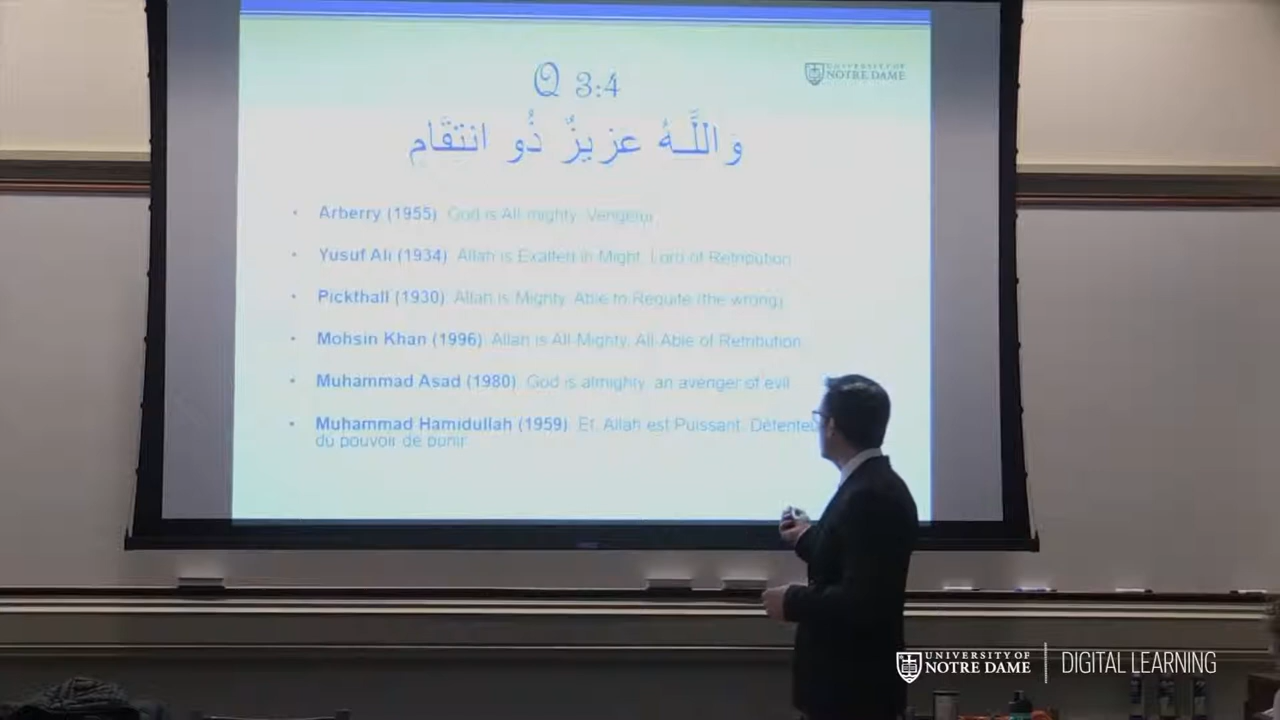 Q 3:4
UNIVERSITY OF
NOTRE DAME
وَاللَّـهُ عَزِيزٌ ذُو انتِقَام
• Arberry (1955) God is All-mighty, Vengeful
• Yusuf Ali (1934) Allah is Exalted in Might, Lord of Retribution
• Pickthall (1930) Allah is Mighty, Able to Requite (the wrong)
• Mohsin Khan (1996) Allah is All-Mighty, All-Able of Retribution
• Muhammad Asad (1980) God is almighty, an avenger of evil
• Muhammad Hamidullah (1959) Et, Allah est Puissant, Détenteu
du pouvoir de punir
UNIVERSITY OF
NOTRE DAME
DIGITAL LEARNING